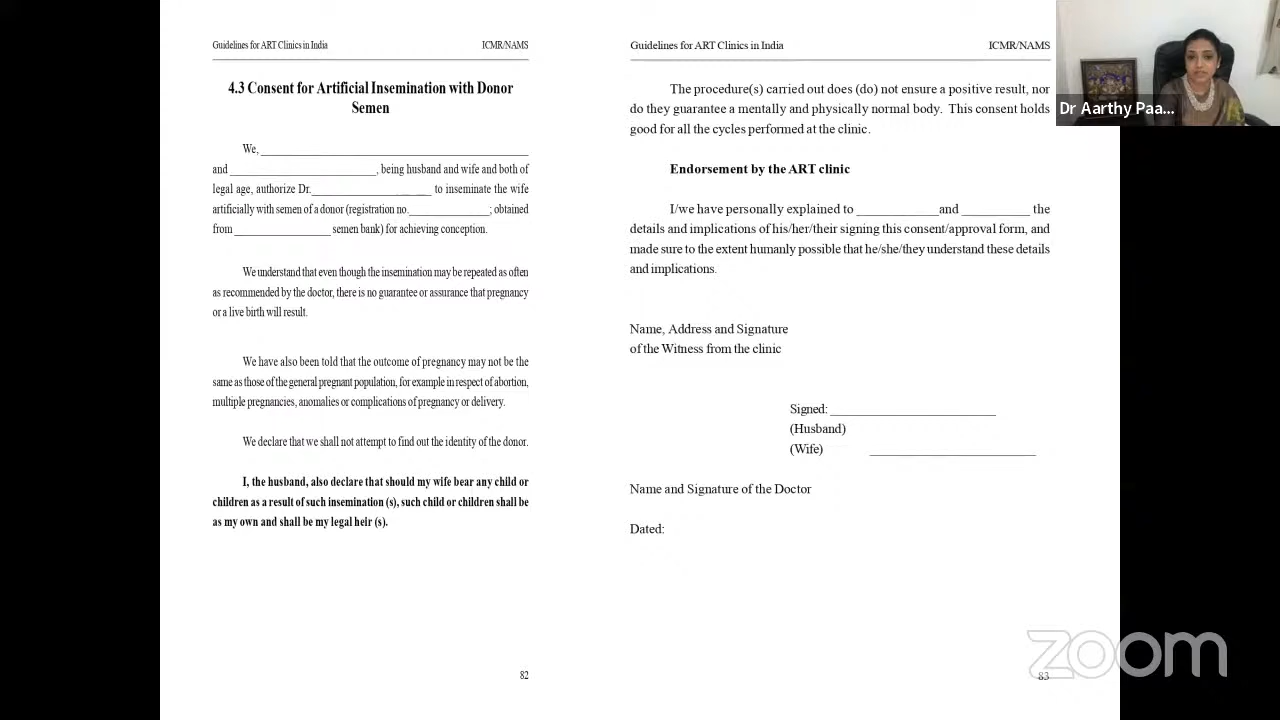 Guidelines for ART Clinics in India ICMR/NAMS
4.3 Consent for Artificial Insemination with Donor
Semen
We, ____________________
and ____________________, being husband and wife and both of
legal age, authorize Dr.____________________ to inseminate the wife
artificially with semen of a donor (registration no.______________; obtained
from ________________ semen bank) for achieving conception.
We understand that even though the insemination may be repeated as often
as recommended by the doctor, there is no guarantee or assurance that pregnancy
or a live birth will result.
We have also been told that the outcome of pregnancy may not be the
same as those of the general pregnant population, for example in respect of abortion,
multiple pregnancies, anomalies or complications of pregnancy or delivery.
We declare that we shall not attempt to find out the identity of the donor.
I, the husband, also declare that should my wife bear any child or
children as a result of such insemination (s), such child or children shall be
as my own and shall be my legal heir (s).
82
Guidelines for ART Clinics in India ICMR/NAMS
The procedure(s) carried out does (do) not ensure a positive result, nor
do they guarantee a mentally and physically normal body. This consent holds
good for all the cycles performed at the clinic.
Endorsement by the ART clinic
I/we have personally explained to ____________and __________ the
details and implications of his/her/their signing this consent/approval form, and
made sure to the extent humanly possible that he/she/they understand these details
and implications.
Name, Address and Signature
of the Witness from the clinic
Signed: ________________________
(Husband)
(Wife) ________________________
Name and Signature of the Doctor
Dated:
83
Dr Aarthy Paa...
zoom